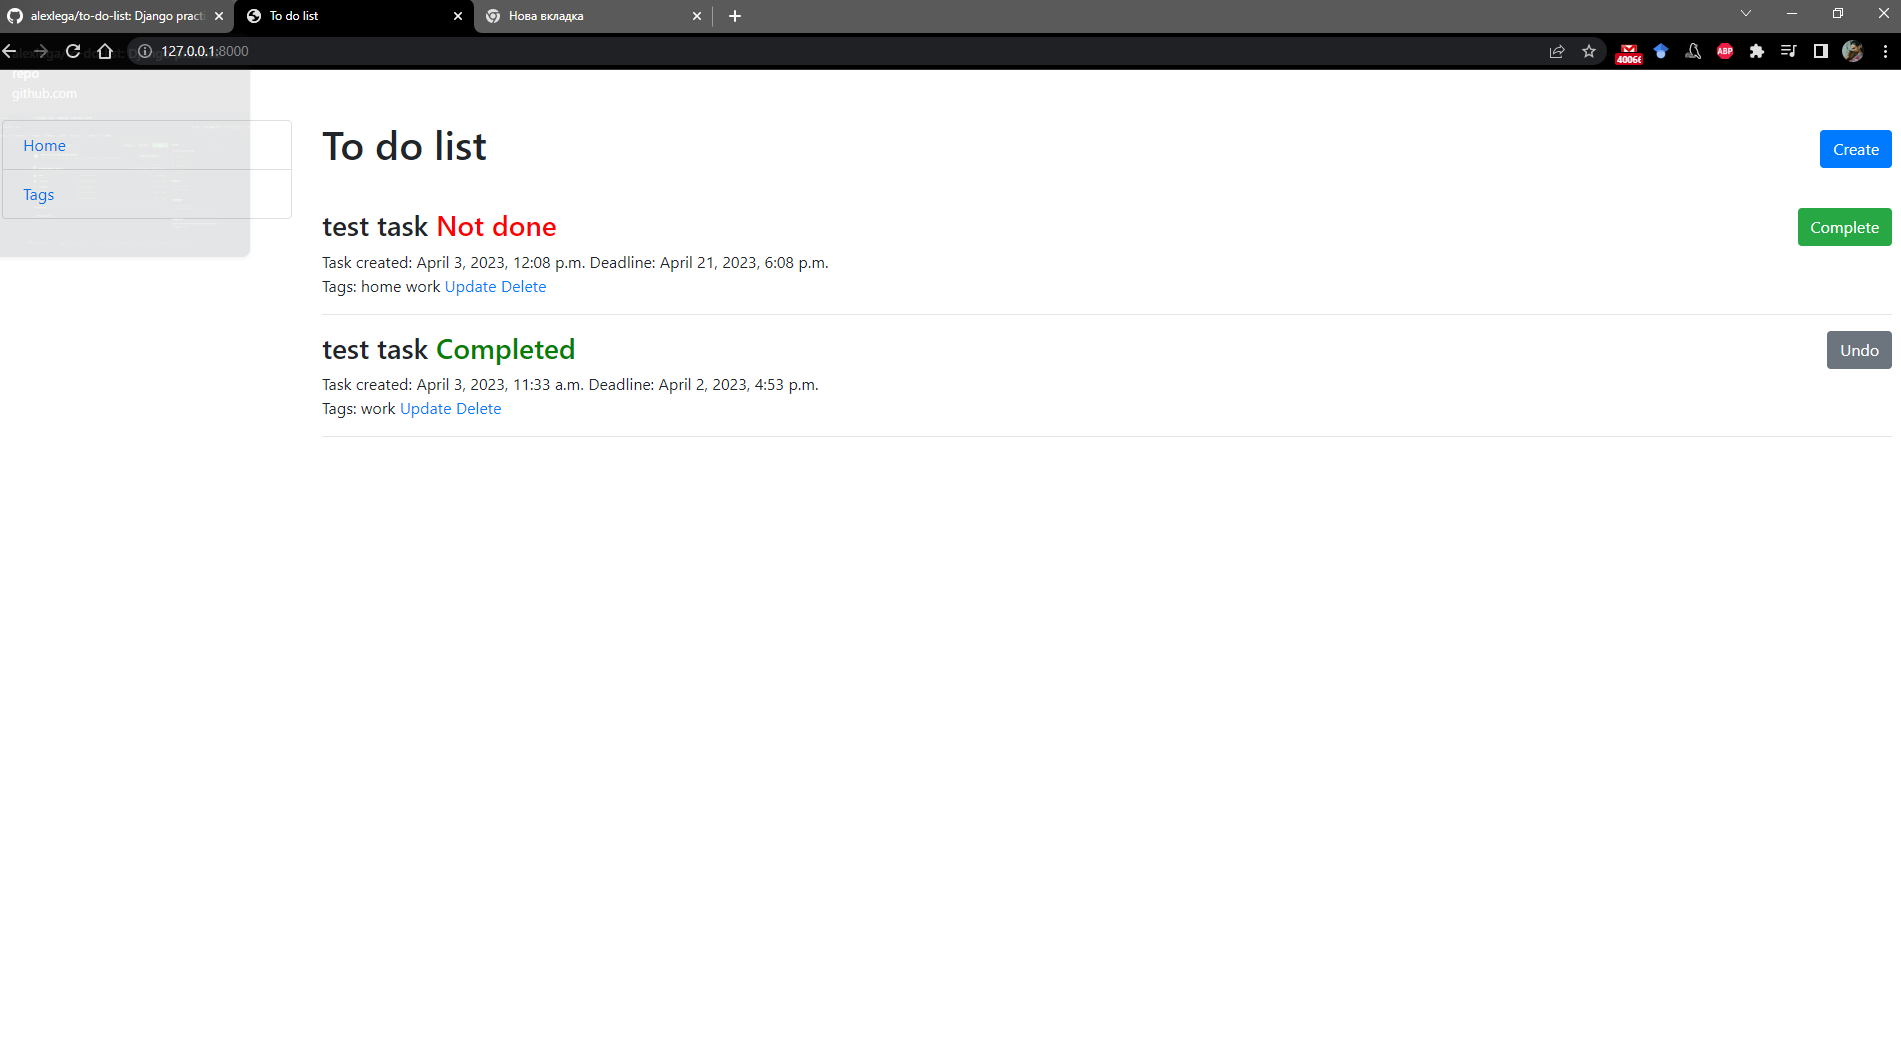 alexlega/to-do-list: Django practi
To do list
Нова вкладка
127.0.0.1:8000
40066
ABP
repo
github.com
Home
Tags
To do list
Create
test task Not done
Complete
Task created: April 3, 2023, 12:08 p.m. Deadline: April 21, 2023, 6:08 p.m.
Tags: home work Update Delete
test task Completed
Undo
Task created: April 3, 2023, 11:33 a.m. Deadline: April 2, 2023, 4:53 p.m.
Tags: work Update Delete